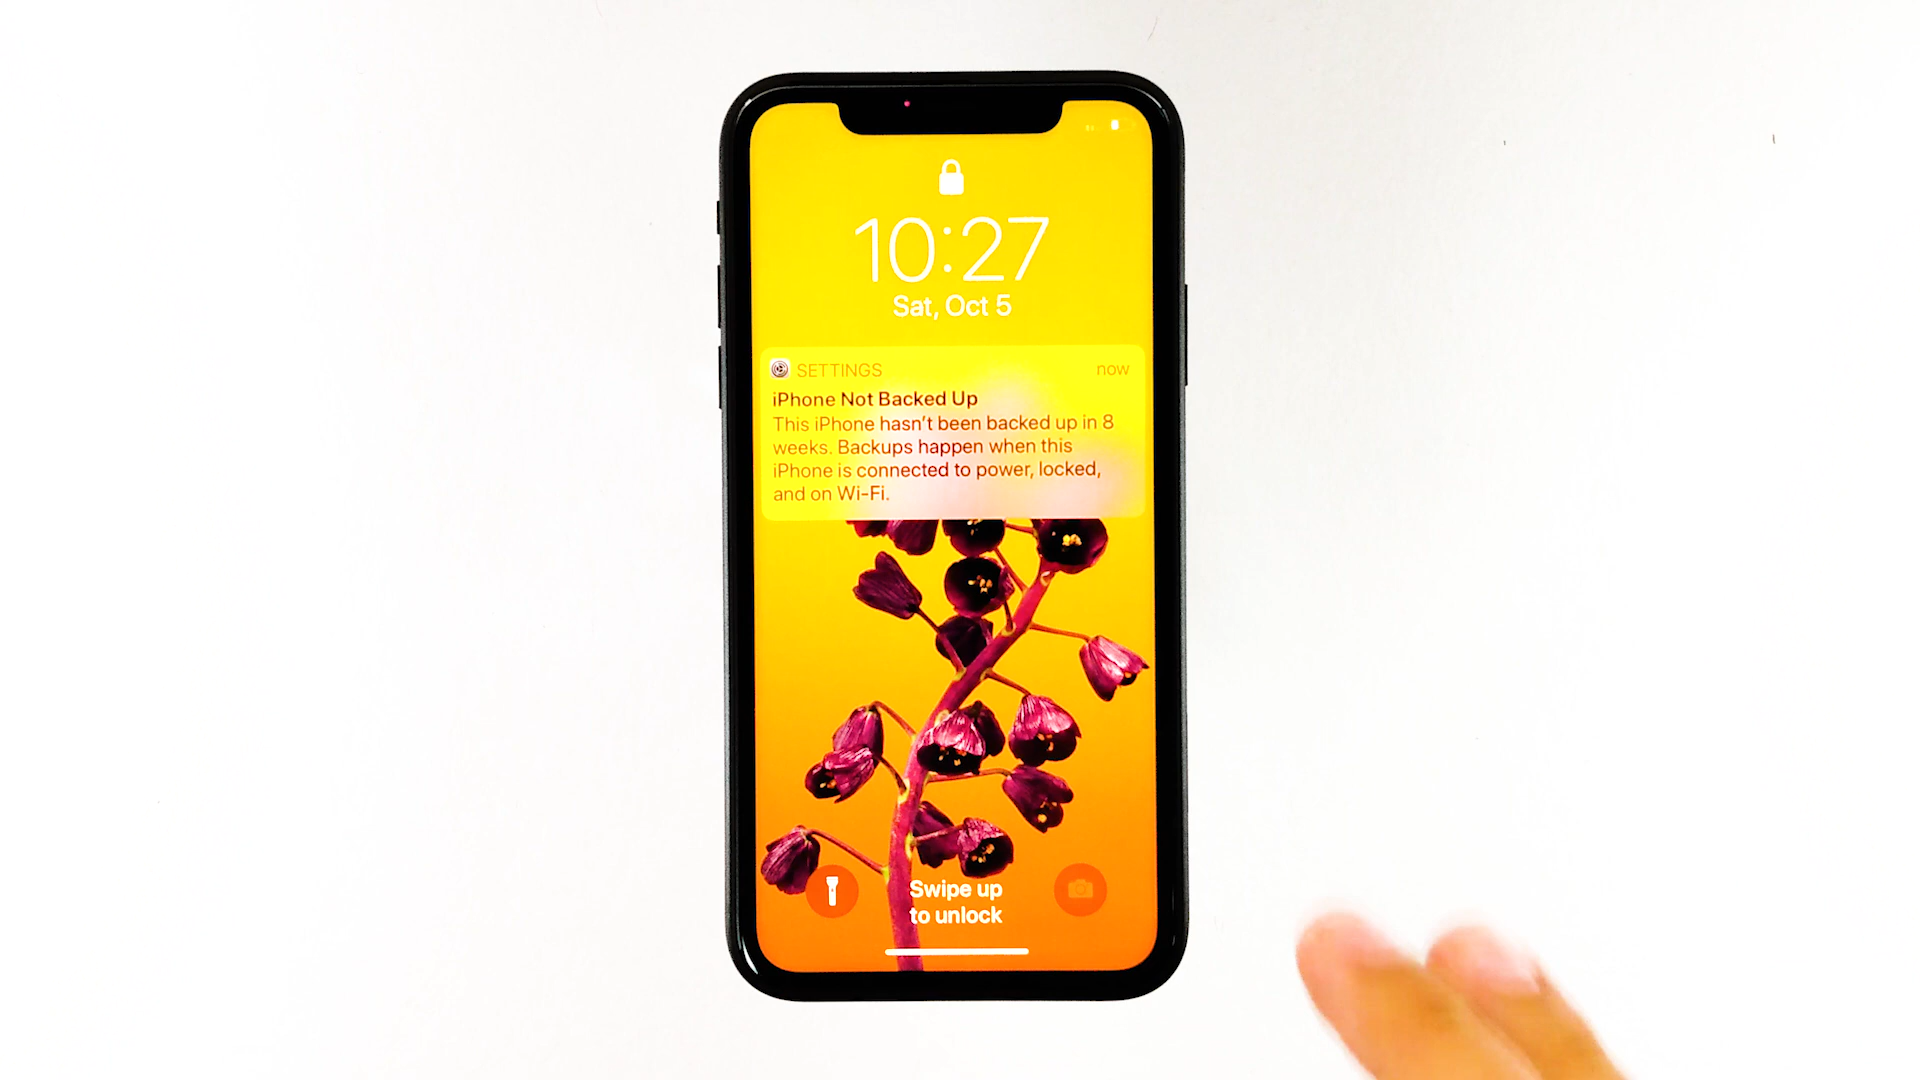 10:27
Sat, Oct 5
SETTINGS now
iPhone Not Backed Up
This iPhone hasn't been backed up in 8
weeks. Backups happen when this
iPhone is connected to power, locked,
and on Wi-Fi.
Swipe up
to unlock